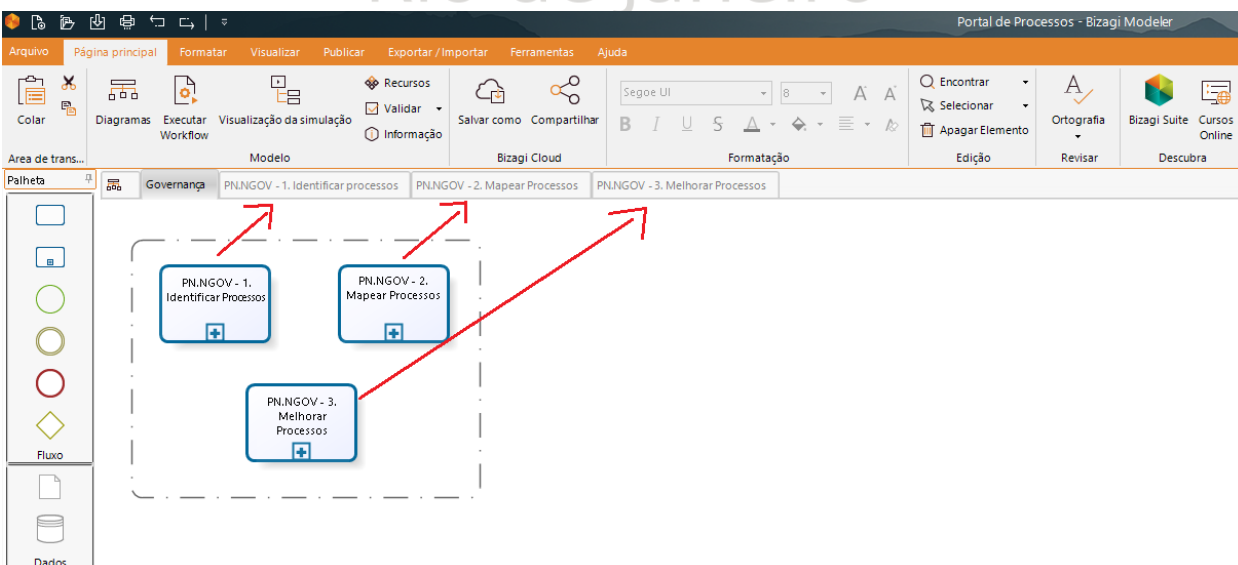 Rio de Janeiro
Portal de Processos - Bizagi Modeler
Arquivo Página principal Formatar Visualizar Publicar Exportar / Importar Ferramentas Ajuda
Colar
Diagramas
Executar
Workflow
Visualização da simulação
Recursos
Validar
Informação
Salvar como
Compartilhar
Segoe UI 8 A A
B I U S A
Encontrar
Selecionar
Apagar Elemento
Ortografia
Bizagi Suite
Cursos
Online
Area de trans... Modelo Bizagi Cloud Formatação Edição Revisar Descubra
Palheta
Governança PN.NGOV - 1. Identificar processos PN.NGOV - 2. Mapear Processos PN.NGOV - 3. Melhorar Processos
PN.NGOV - 1.
Identificar Processos
PN.NGOV - 2.
Mapear Processos
PN.NGOV - 3.
Melhorar
Processos
Fluxo
Dados